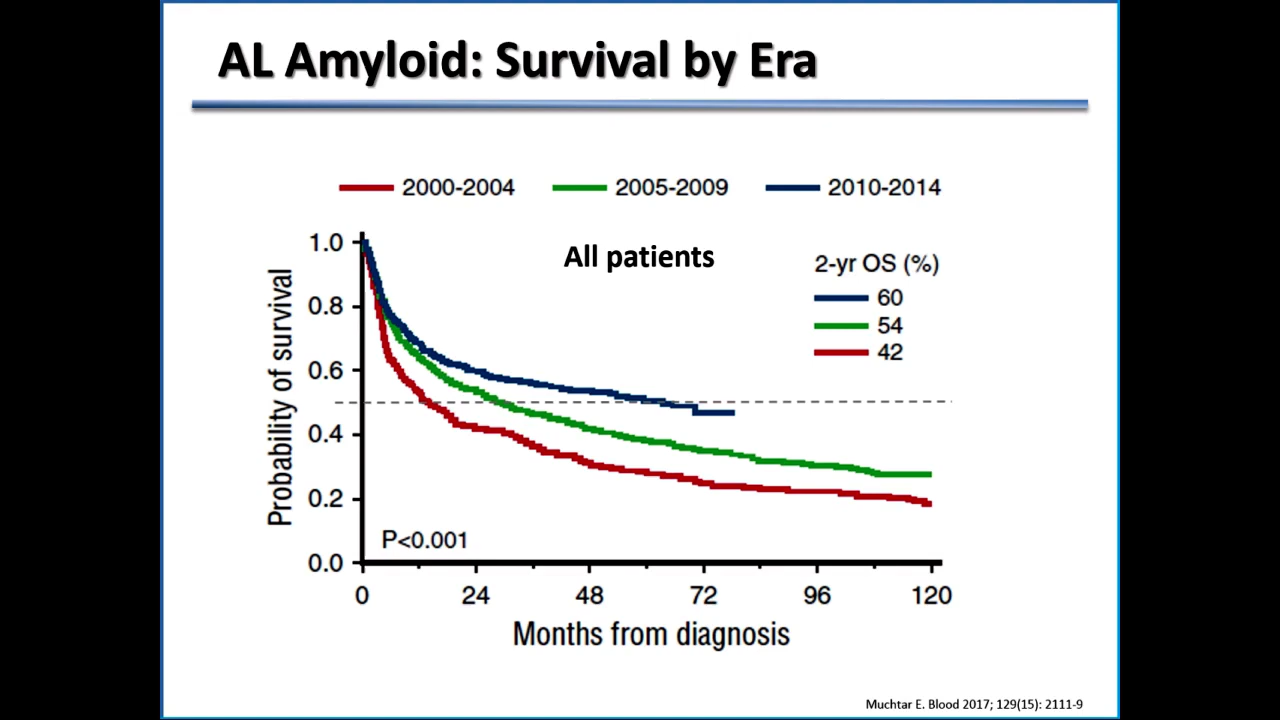 AL Amyloid: Survival by Era
2000-2004 2005-2009 2010-2014
All patients
2-yr OS (%)
60
54
42
Probability of survival
1.0
0.8
0.6
0.4
0.2
0.0
P<0.001
0 24 48 72 96 120
Months from diagnosis
Muchtar E. Blood 2017; 129(15): 2111-9